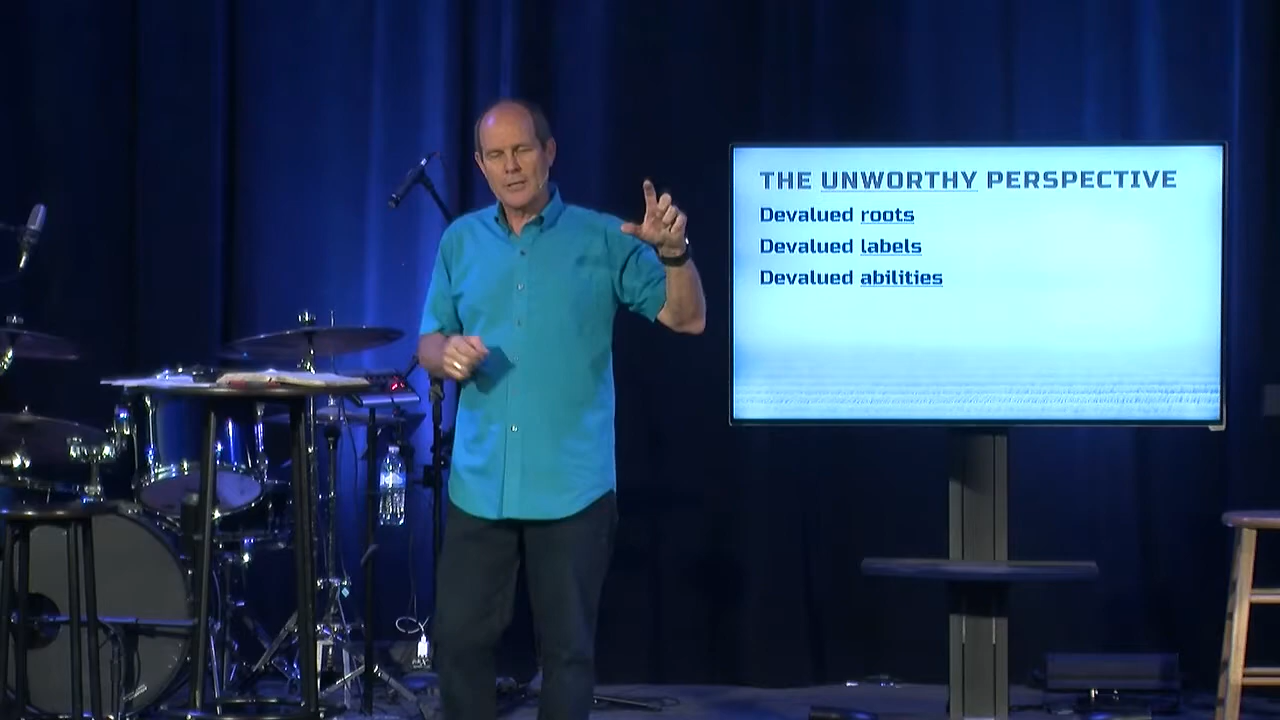 THE UNWORTHY PERSPECTIVE
Devalued roots
Devalued labels
Devalued abilities